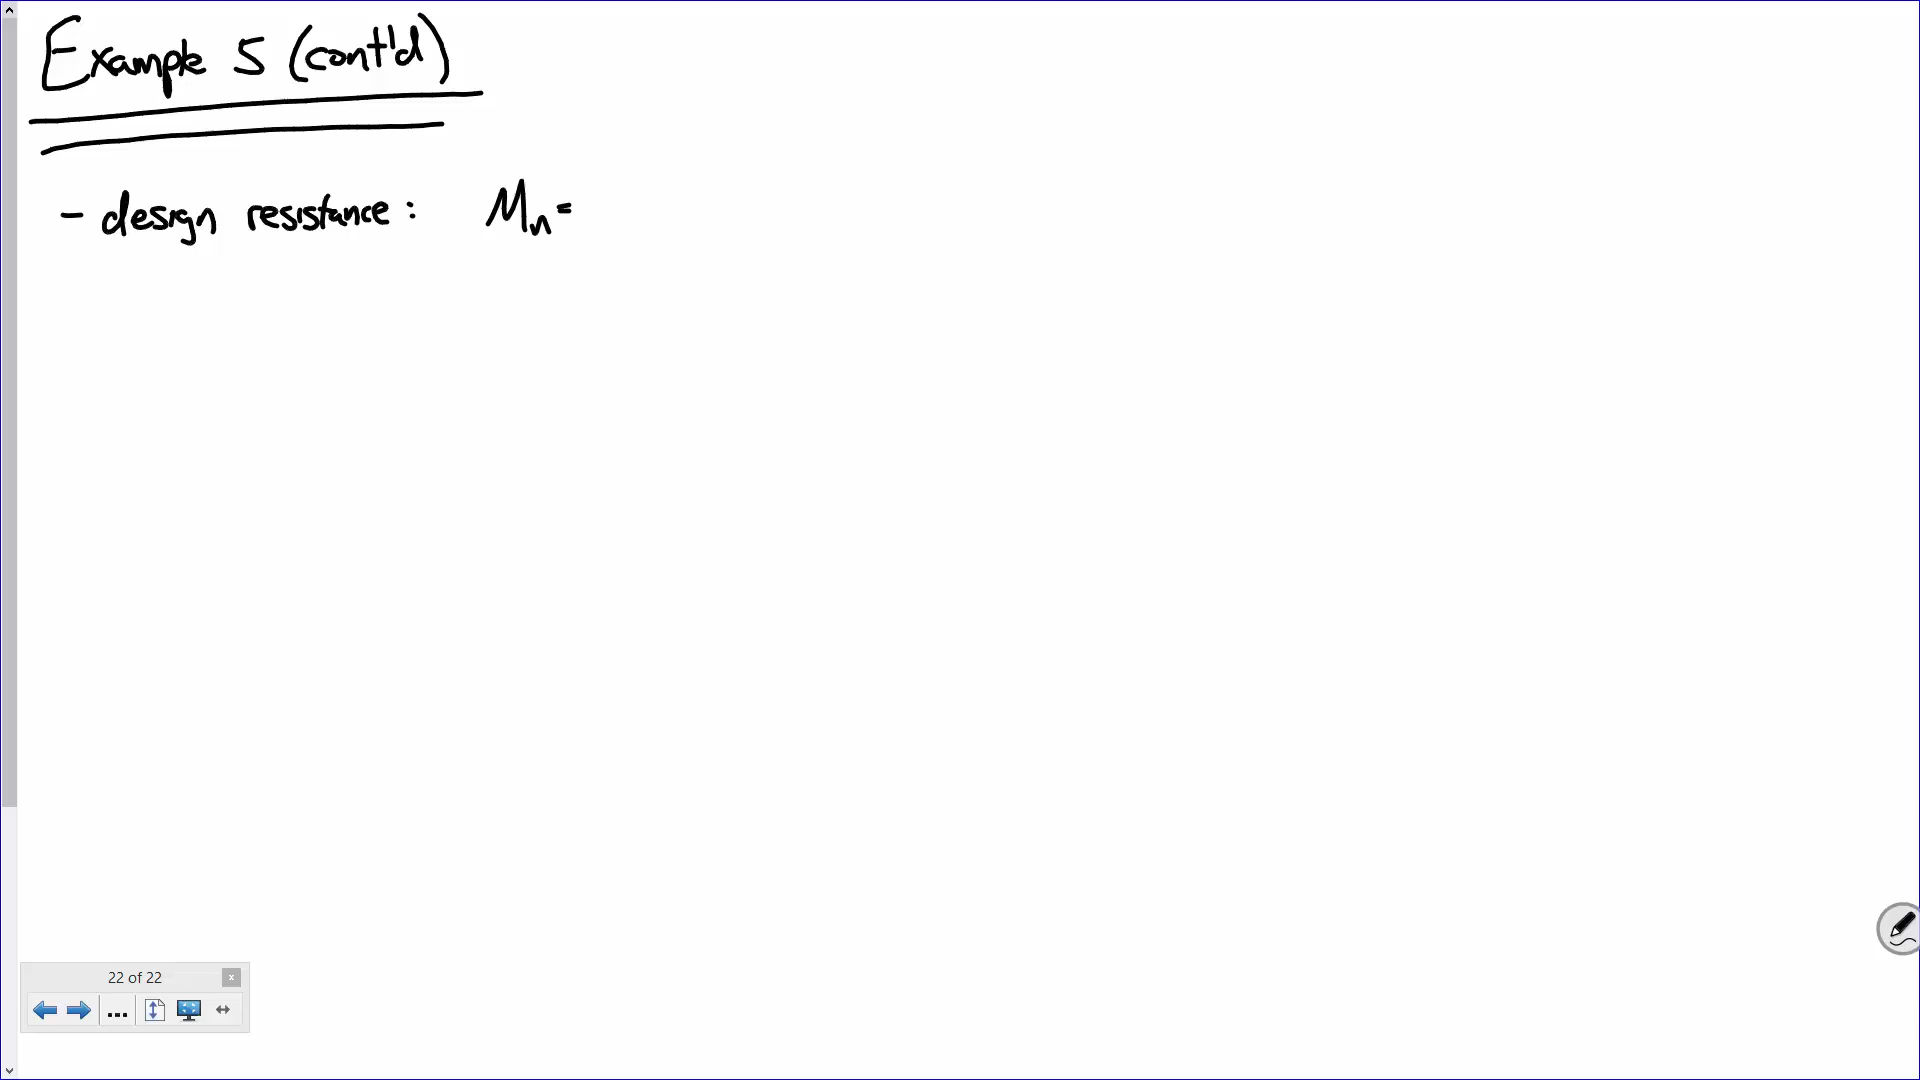 Example 5 (cont'd)
- design resistance: Mn =
22 of 22